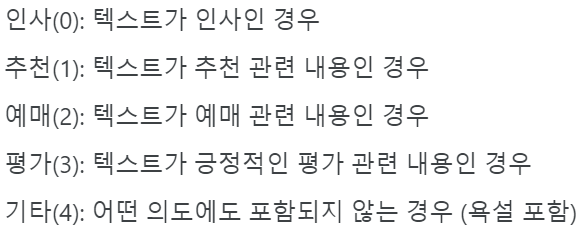 인사(0): 텍스트가 인사인 경우
추천(1): 텍스트가 추천 관련 내용인 경우
예매(2): 텍스트가 예매 관련 내용인 경우
평가(3): 텍스트가 긍정적인 평가 관련 내용인 경우
기타(4): 어떤 의도에도 포함되지 않는 경우 (욕설 포함)